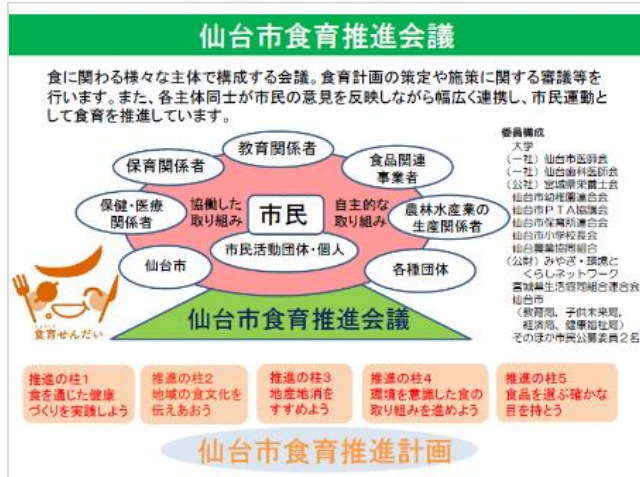 仙台市食育推進会議
食に関わる様々な主体で構成する会議。食育計画の策定や施策に関する審議等を
行います。また、各主体同士が市民の意見を反映しながら幅広く連携し、市民運動と
して食育を推進しています。
教育関係者
保育関係者
食品関連
事業者
保健・医療
関係者
協働した
取り組み
市民
自主的な
取り組み
農林水産業の
生産関係者
市民活動団体・個人
仙台市
各種団体
仙台市食育推進会議
食育せんだい
委員構成
大学
(一社)仙台市医師会
(一社)仙台歯科医師会
(公社)宮城県栄養士会
仙台市幼稚園連合会
仙台市PTA協議会
仙台市保育所連合会
仙台市小学校長会
仙台農業協同組合
(公財)みやぎ・環境と
くらしネットワーク
宮城県生活協同組合連合会
仙台市
(教育局、子供未来局、
経済局、健康福祉局)
そのほか市民公募委員2名
推進の柱1
食を通じた健康
づくりを実践しよう
推進の柱2
地域の食文化を
伝えあおう
推進の柱3
地産地消を
すすめよう
推進の柱4
環境を意識した食の
取り組みを進めよう
推進の柱5
食品を選ぶ確かな
目を持とう
仙台市食育推進計画